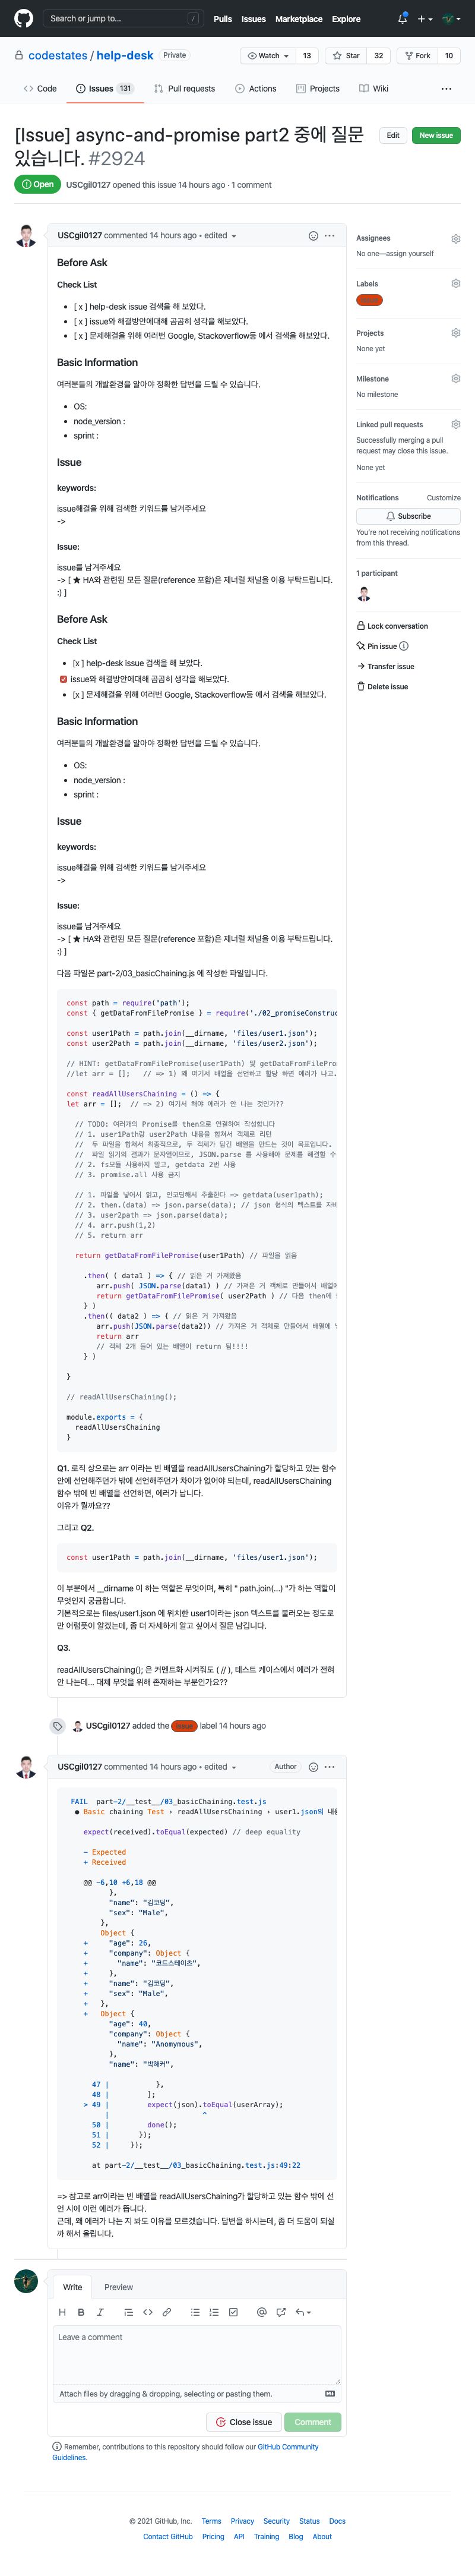 Search or jump to...
/
Pulls Issues Marketplace Explore
codestates / help-desk Private
Watch 13 Star 32 Fork 10
Code Issues 131 Pull requests Actions Projects Wiki
[Issue] async-and-promise part2 중에 질문
있습니다. #2924
Edit New issue
Open USCgil0127 opened this issue 14 hours ago · 1 comment
USCgil0127 commented 14 hours ago • edited
Before Ask
Check List
[ x ] help-desk issue 검색을 해 보았다.
[ x ] issue와 해결방안에대해 곰곰히 생각을 해보았다.
[ x ] 문제해결을 위해 여러번 Google, Stackoverflow등 에서 검색을 해보았다.
Basic Information
여러분들의 개발환경을 알아야 정확한 답변을 드릴 수 있습니다.
OS:
node_version :
sprint :
Issue
keywords:
issue해결을 위해 검색한 키워드를 남겨주세요
->
Issue:
issue를 남겨주세요
-> [ ★ HA와 관련된 모든 질문(reference 포함)은 제너럴 채널을 이용 부탁드립니다.
:) ]
Before Ask
Check List
[x ] help-desk issue 검색을 해 보았다.
issue와 해결방안에대해 곰곰히 생각을 해보았다.
[x ] 문제해결을 위해 여러번 Google, Stackoverflow등 에서 검색을 해보았다.
Basic Information
여러분들의 개발환경을 알아야 정확한 답변을 드릴 수 있습니다.
OS:
node_version :
sprint :
Issue
keywords:
issue해결을 위해 검색한 키워드를 남겨주세요
->
Issue:
issue를 남겨주세요
-> [ ★ HA와 관련된 모든 질문(reference 포함)은 제너럴 채널을 이용 부탁드립니다.
:) ]
다음 파일은 part-2/03_basicChaining.js 에 작성한 파일입니다.
const path = require('path');
const { getDataFromFilePromise } = require('./02_promiseConstruc
const user1Path = path.join(__dirname, 'files/user1.json');
const user2Path = path.join(__dirname, 'files/user2.json');
// HINT: getDataFromFilePromise(user1Path) 및 getDataFromFilePro
//let arr = [];   // => 1) 왜 여기서 배열을 선언하고 할당 하면 에러가 나고.
const readAllUsersChaining = () => {
let arr = [];  // => 2) 여기서 해야 에러가 안 나는 것인가??
// TODO: 여러개의 Promise를 then으로 연결하여 작성합니다
// 1. user1Path랑 user2Path 내용을 합쳐서 객체로 리턴
//  두 파일을 합쳐서 최종적으로, 두 객체가 담긴 배열을 만드는 것이 목표입니다.
//  파일 읽기의 결과가 문자열이므로, JSON.parse 를 사용해야 문제를 해결할 수
// 2. fs모듈 사용하지 말고, getdata 2번 사용
// 3. promise.all 사용 금지
// 1. 파일을 넣어서 읽고, 인코딩해서 추출한다 => getdata(user1path);
// 2. then.(data) => json.parse(data); // json 형식의 텍스트를 자바
// 3. user2path => json.parse(data);
// 4. arr.push(1,2)
// 5. return arr
return getDataFromFilePromise(user1Path) // 파일을 읽음
.then( ( data1 ) => { // 읽은 거 가져왔음
arr.push( JSON.parse(data1) ) // 가져온 거 객체로 만들어서 배열에
return getDataFromFilePromise( user2Path ) // 다음 then에
} )
.then(( data2 ) => { // 읽은 거 가져왔음
arr.push(JSON.parse(data2)) // 가져온 거 객체로 만들어서 배열에
return arr
// 객체 2개 들어 있는 배열이 return 됨!!!!
} )
}
// readAllUsersChaining();
module.exports = {
readAllUsersChaining
}
Q1. 로직 상으로는 arr 이라는 빈 배열을 readAllUsersChaining가 할당하고 있는 함수
안에 선언해주던가 밖에 선언해주던가 차이가 없어야 되는데, readAllUsersChaining
함수 밖에 빈 배열을 선언하면, 에러가 납니다.
이유가 뭘까요??
그리고 Q2.
const user1Path = path.join(__dirname, 'files/user1.json');
이 부분에서 __dirname 이 하는 역할은 무엇이며, 특히 " path.join(...) "가 하는 역할이
무엇인지 궁금합니다.
기본적으로는 files/user1.json 에 위치한 user1이라는 json 텍스트를 불러오는 정도로
만 어렴풋이 알겠는데, 좀 더 자세하게 알고 싶어서 질문 남깁니다.
Q3.
readAllUsersChaining(); 은 커멘트화 시켜줘도 ( // ), 테스트 케이스에서 에러가 전혀
안 나는데... 대체 무엇을 위해 존재하는 부분인가요??
USCgil0127 added the label 14 hours ago
USCgil0127 commented 14 hours ago • edited Author
FAIL  part-2/__test__/03_basicChaining.test.js
● Basic chaining Test › readAllUsersChaining › user1.json의 내용
expect(received).toEqual(expected) // deep equality
- Expected
+ Received
@@ -6,10 +6,18 @@
},
"name": "김코딩",
"sex": "Male",
},
Object {
+ "age": 26,
+ "company": Object {
+ "name": "코드스테이츠",
+ },
+ "name": "김코딩",
+ "sex": "Male",
+ },
+ Object {
"age": 40,
"company": Object {
"name": "Anomymous",
},
"name": "박해커",
47 | },
48 | ];
> 49 | expect(json).toEqual(userArray);
| ^
50 | done();
51 | });
52 | });
at part-2/__test__/03_basicChaining.test.js:49:22
=> 참고로 arr이라는 빈 배열을 readAllUsersChaining가 할당하고 있는 함수 밖에 선
언 시에 이런 에러가 뜹니다.
근데, 왜 에러가 나는 지 봐도 이유를 모르겠습니다. 답변을 하시는데, 좀 더 도움이 되실
까 해서 올립니다.
Write Preview
Leave a comment
Attach files by dragging & dropping, selecting or pasting them.
Close issue Comment
Remember, contributions to this repository should follow our GitHub Community
Guidelines.
Assignees
No one—assign yourself
Labels
Projects
None yet
Milestone
No milestone
Linked pull requests
Successfully merging a pull
request may close this issue.
None yet
Notifications Customize
Subscribe
You're not receiving notifications
from this thread.
1 participant
Lock conversation
Pin issue
Transfer issue
Delete issue
© 2021 GitHub, Inc. Terms Privacy Security Status Docs
Contact GitHub Pricing API Training Blog About